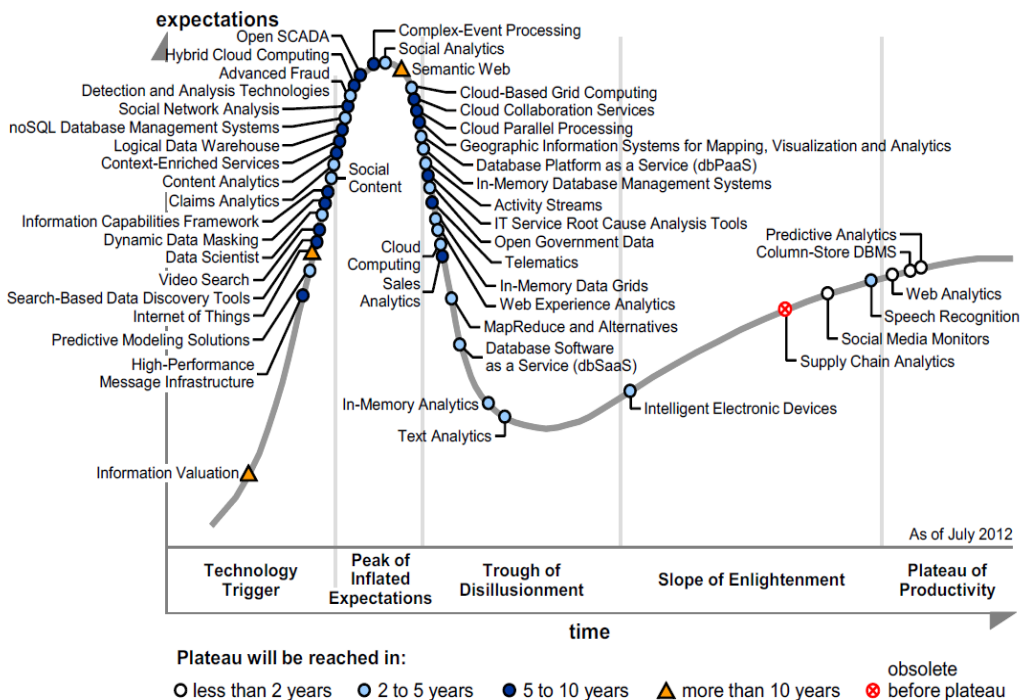 expectations
Open SCADA
Hybrid Cloud Computing
Advanced Fraud
Detection and Analysis Technologies
Social Network Analysis
noSQL Database Management Systems
Logical Data Warehouse
Context-Enriched Services
Content Analytics
Claims Analytics
Information Capabilities Framework
Dynamic Data Masking
Data Scientist
Video Search
Search-Based Data Discovery Tools
Internet of Things
Predictive Modeling Solutions
High-Performance
Message Infrastructure
Information Valuation
Complex-Event Processing
Social Analytics
Semantic Web
Social
Content
Cloud-Based Grid Computing
Cloud Collaboration Services
Cloud Parallel Processing
Geographic Information Systems for Mapping, Visualization and Analytics
Database Platform as a Service (dbPaaS)
In-Memory Database Management Systems
Activity Streams
IT Service Root Cause Analysis Tools
Open Government Data
Telematics
In-Memory Data Grids
Web Experience Analytics
Cloud
Computing
Sales
Analytics
MapReduce and Alternatives
Database Software
as a Service (dbSaaS)
In-Memory Analytics
Text Analytics
Intelligent Electronic Devices
Predictive Analytics
Column-Store DBMS
Web Analytics
Speech Recognition
Social Media Monitors
Supply Chain Analytics
As of July 2012
Technology
Trigger
Peak of
Inflated
Expectations
Trough of
Disillusionment
Slope of Enlightenment
Plateau of
Productivity
time
Plateau will be reached in:
less than 2 years
2 to 5 years
5 to 10 years
more than 10 years
obsolete
before plateau